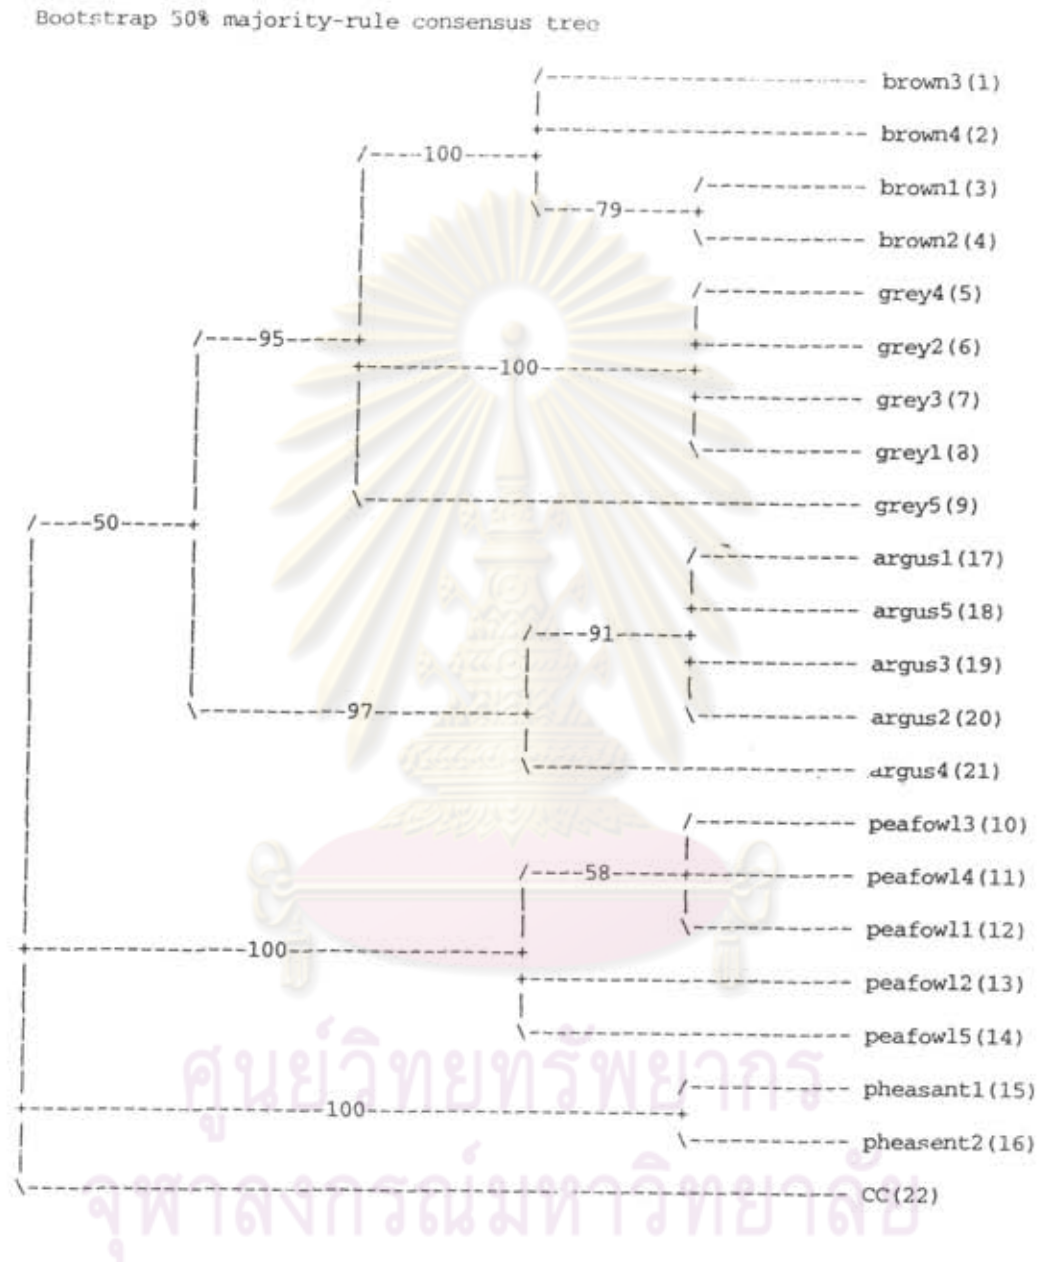 Bootstrap 50% majority-rule consensus tree
brown3(1)
brown4(2)
100
brown1(3)
79
brown2(4)
grey4(5)
95
grey2(6)
100
grey3(7)
grey1(8)
grey5(9)
50
argus1(17)
argus5(18)
91
argus3(19)
97
argus2(20)
argus4(21)
peafowl3(10)
58
peafowl4(11)
peafowl1(12)
100
peafowl2(13)
peafowl5(14)
ศูนย์วิทยทรัพยากร
pheasant1(15)
100
pheasent2(16)
จุฬาลงกรณ์มหาวิทยาลัย
CC(22)